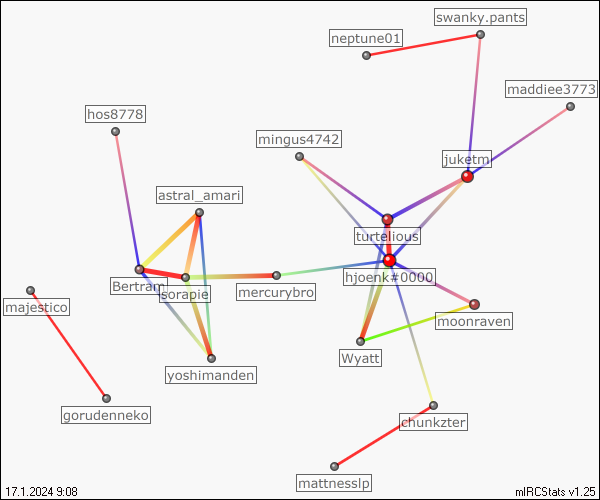 swanky.pants
neptune01
maddiee3773
hos8778
mingus4742
juketm
astral_amari
turtelious
Bertram
sorapie
hjoenk#0000
mercurybro
majestico
moonraven
Wyatt
yoshimanden
gorudenneko
chunkzter
mattnesslp
17.1.2024 9:08
mIRCStats v1.25